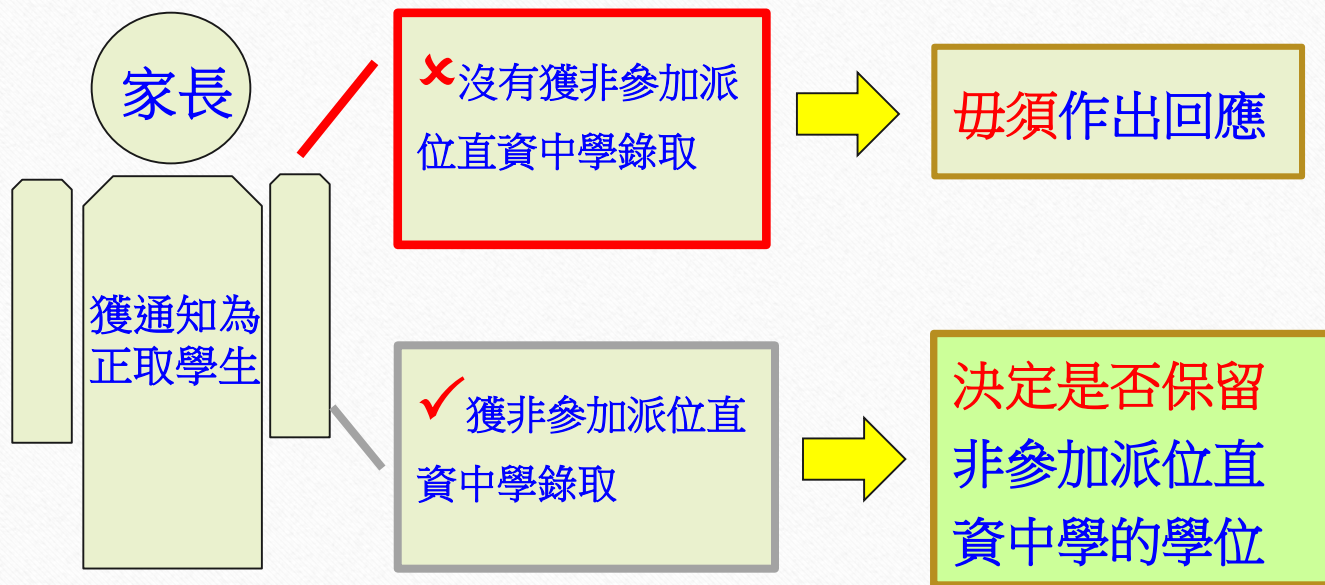 家長
獲通知為
正取學生
✘沒有獲非參加派
位直資中學錄取
毋須作出回應
✓獲非參加派位直
資中學錄取
決定是否保留
非參加派位直
資中學的學位